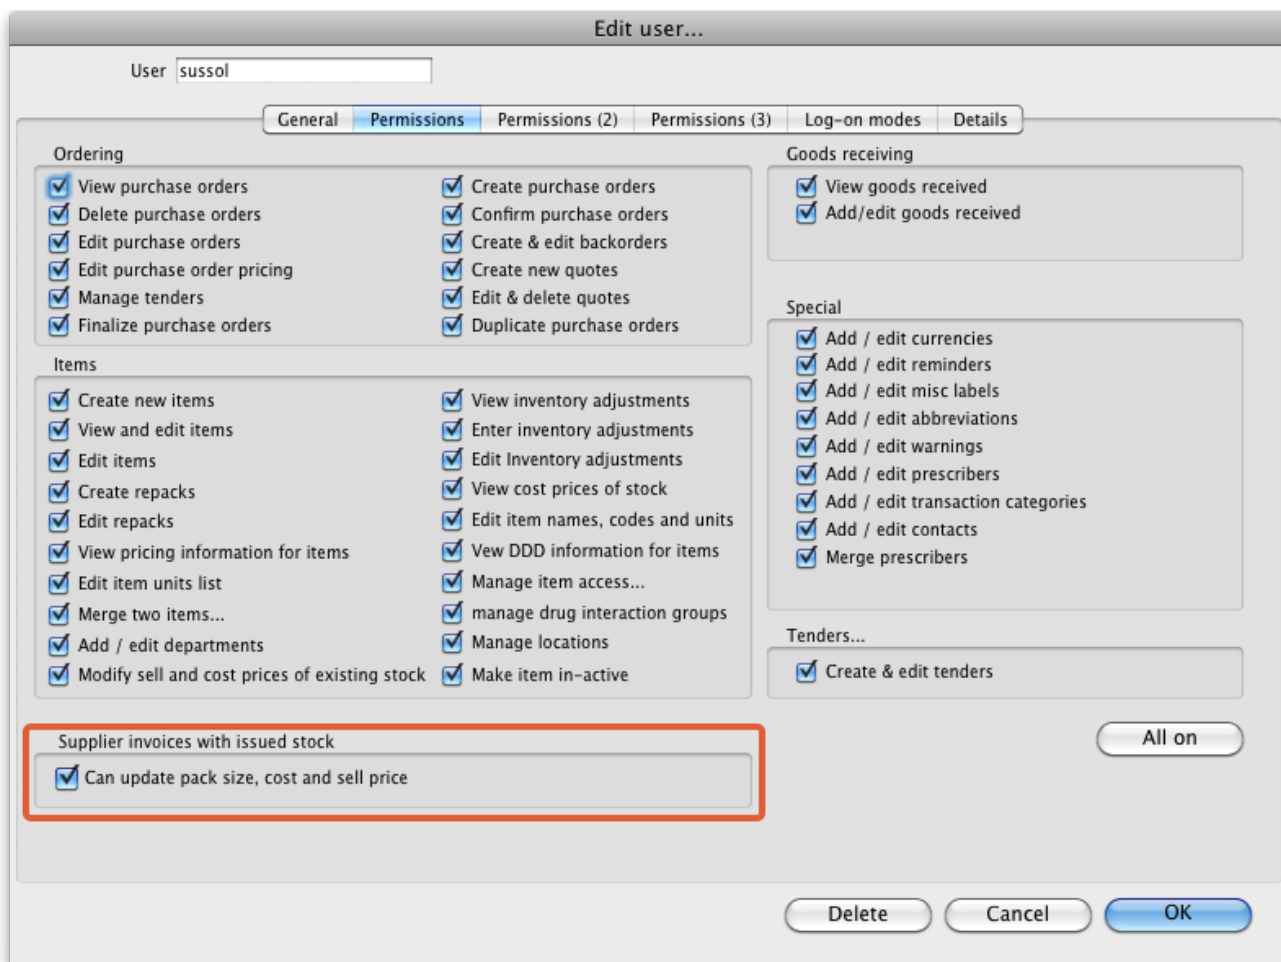 Edit user...
User sussol
General Permissions Permissions (2) Permissions (3) Log-on modes Details
Ordering
View purchase orders
Delete purchase orders
Edit purchase orders
Edit purchase order pricing
Manage tenders
Finalize purchase orders
Create purchase orders
Confirm purchase orders
Create & edit backorders
Create new quotes
Edit & delete quotes
Duplicate purchase orders
Items
Create new items
View and edit items
Edit items
Create repacks
Edit repacks
View pricing information for items
Edit item units list
Merge two items...
Add / edit departments
Modify sell and cost prices of existing stock
View inventory adjustments
Enter inventory adjustments
Edit Inventory adjustments
View cost prices of stock
Edit item names, codes and units
Vew DDD information for items
Manage item access...
manage drug interaction groups
Manage locations
Make item in-active
Supplier invoices with issued stock
Can update pack size, cost and sell price
Goods receiving
View goods received
Add/edit goods received
Special
Add / edit currencies
Add / edit reminders
Add / edit misc labels
Add / edit abbreviations
Add / edit warnings
Add / edit prescribers
Add / edit transaction categories
Add / edit contacts
Merge prescribers
Tenders...
Create & edit tenders
All on
Delete Cancel OK